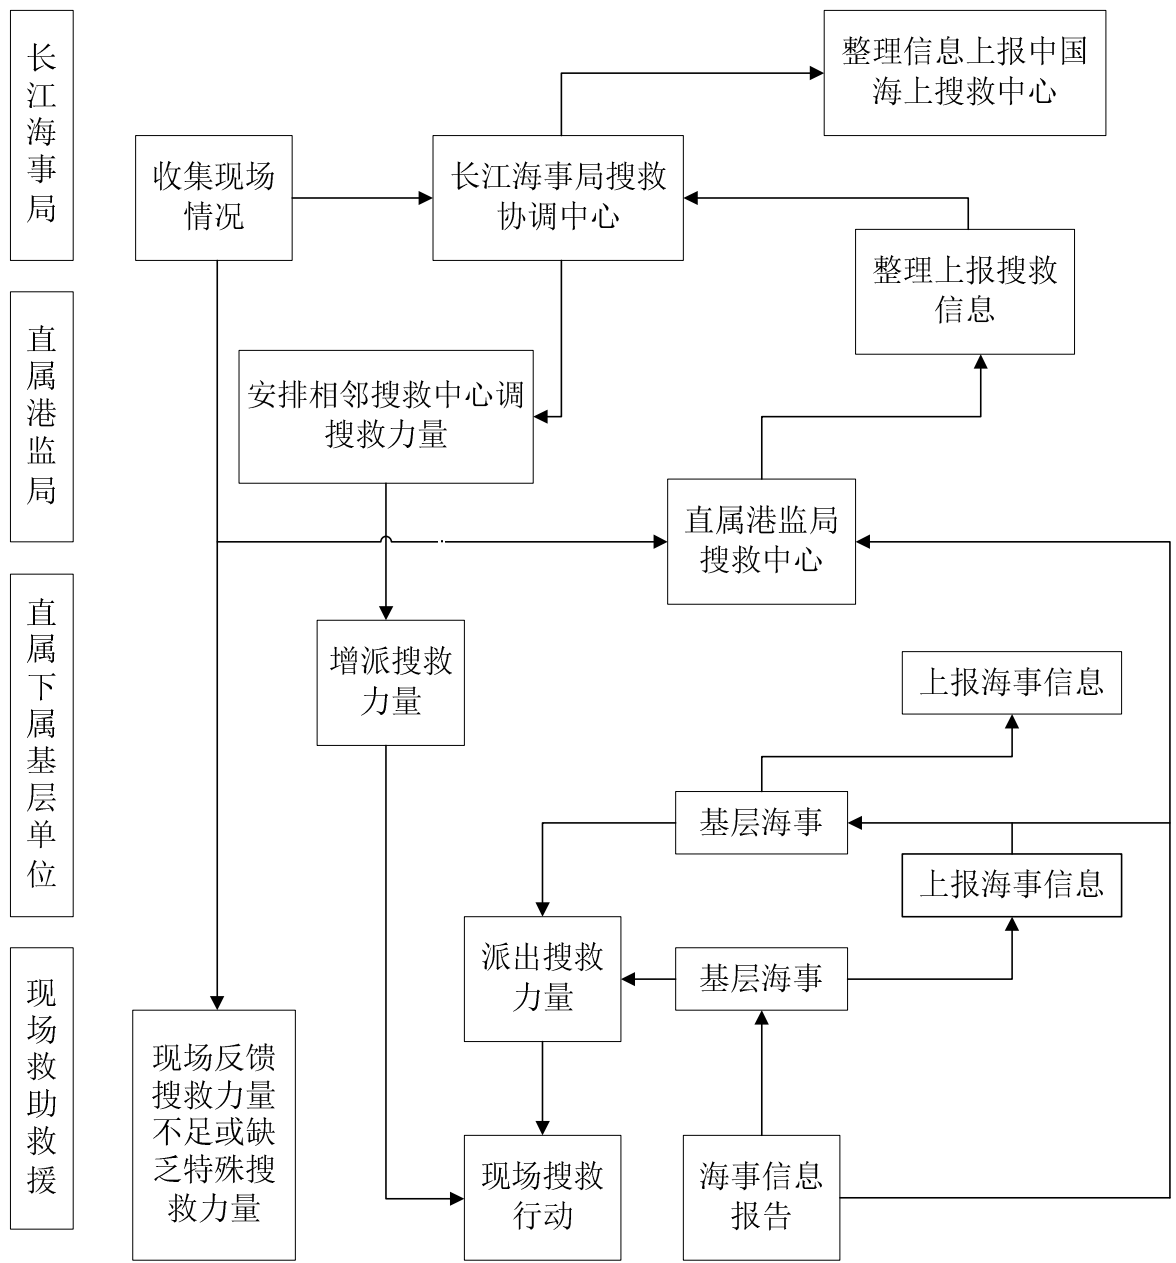 长江海事局
整理信息上报中国
海上搜救中心
收集现场
情况
长江海事局搜救
协调中心
整理上报搜救
信息
直属港监局
安排相邻搜救中心调
搜救力量
直属港监局
搜救中心
直属下属基层单位
增派搜救
力量
上报海事信息
基层海事
上报海事信息
派出搜救
力量
基层海事
现场救助救援
现场反馈
搜救力量
不足或缺
乏特殊搜
救力量
现场搜救
行动
海事信息
报告